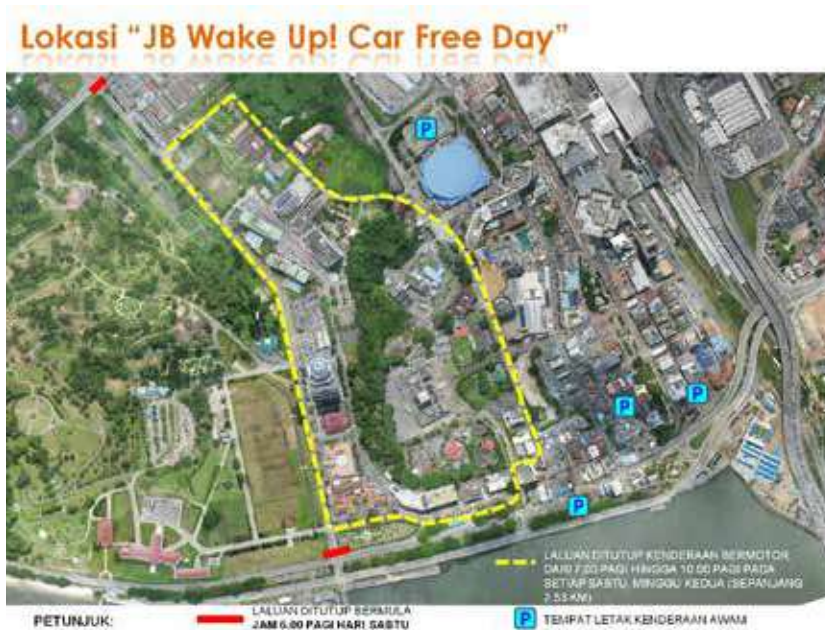 Lokasi "JB Wake Up! Car Free Day"
P
P
P
P
LALUAN DITUTUP KENDERAAN BERMOTOR
DARI 7.00 PAGI HINGGA 10.00 PAGI PADA
SETIAP SABTU, MINGGU KEDUA (SEPANJANG
2.53 KM)
PETUNJUK:
LALUAN DITUTUP BERMULA
JAM 6.00 PAGI HARI SABTU
P TEMPAT LETAK KENDERAAN AWAM